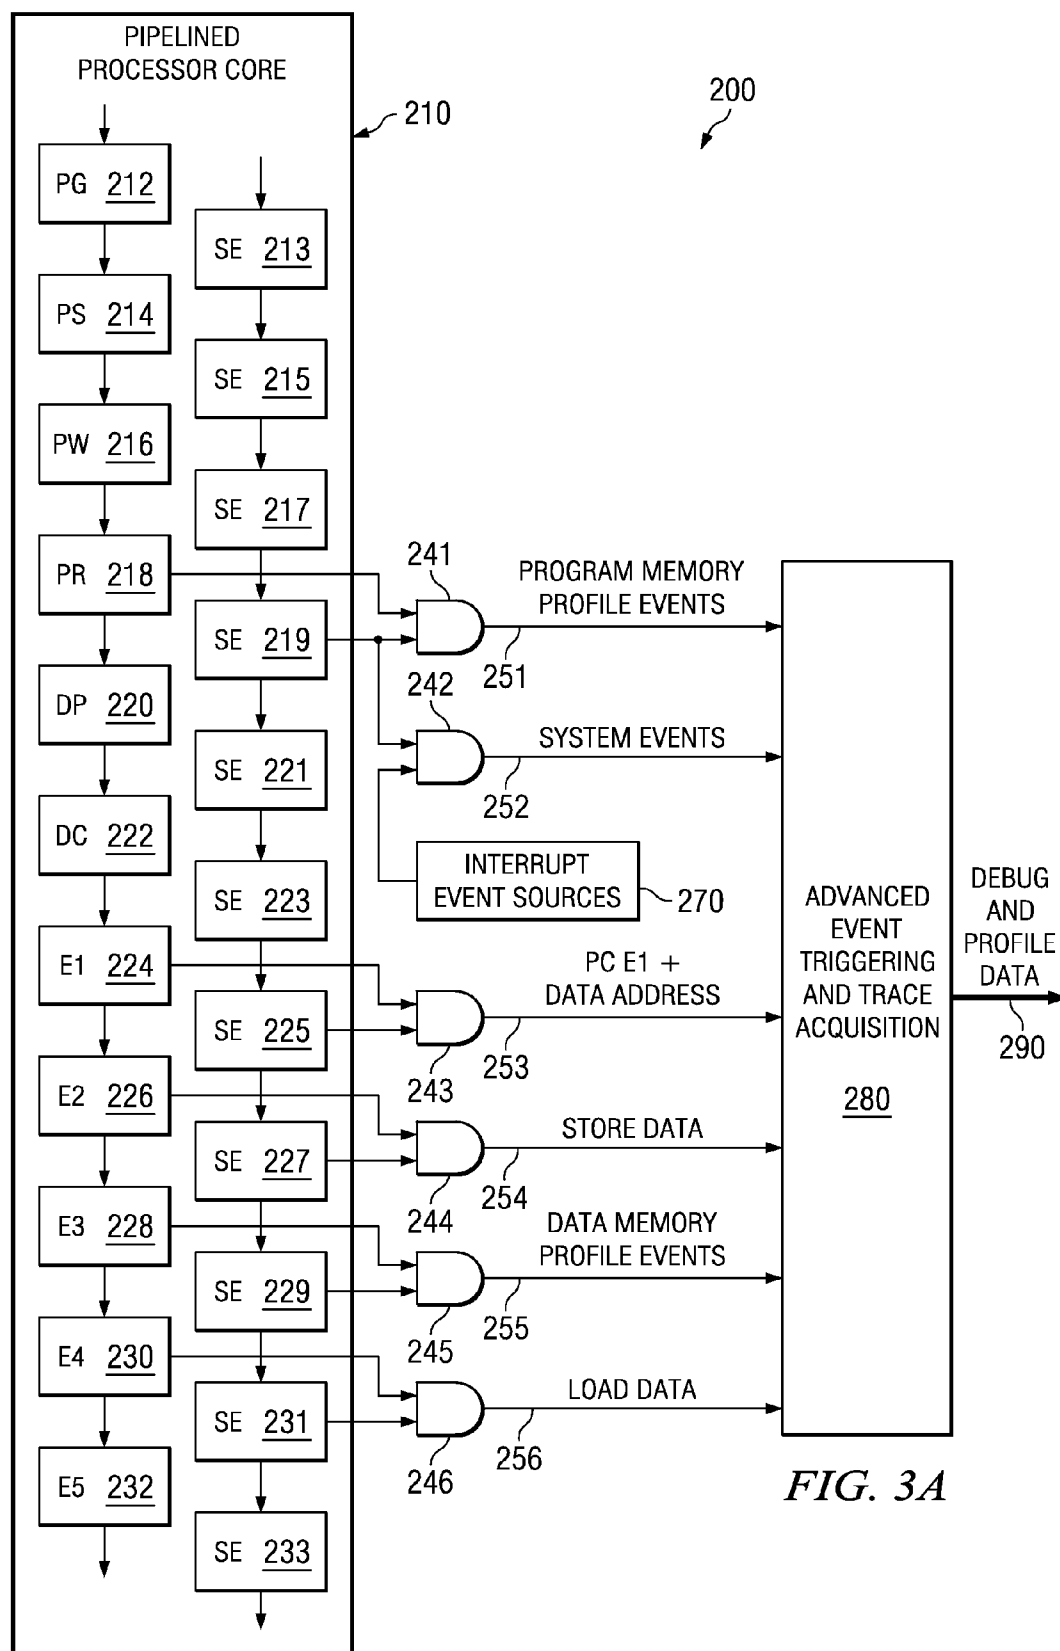 PIPELINED
PROCESSOR CORE
210
200
PG 212
SE 213
PS 214
SE 215
PW 216
SE 217
PR 218
241
PROGRAM MEMORY
PROFILE EVENTS
251
SE 219
DP 220
242
SYSTEM EVENTS
252
SE 221
DC 222
INTERRUPT
EVENT SOURCES
270
SE 223
E1 224
PC E1 +
DATA ADDRESS
243
253
SE 225
E2 226
STORE DATA
244
254
SE 227
E3 228
DATA MEMORY
PROFILE EVENTS
245
255
SE 229
E4 230
LOAD DATA
246
256
SE 231
E5 232
SE 233
ADVANCED
EVENT
TRIGGERING
AND TRACE
ACQUISITION
280
DEBUG
AND
PROFILE
DATA
290
FIG. 3A